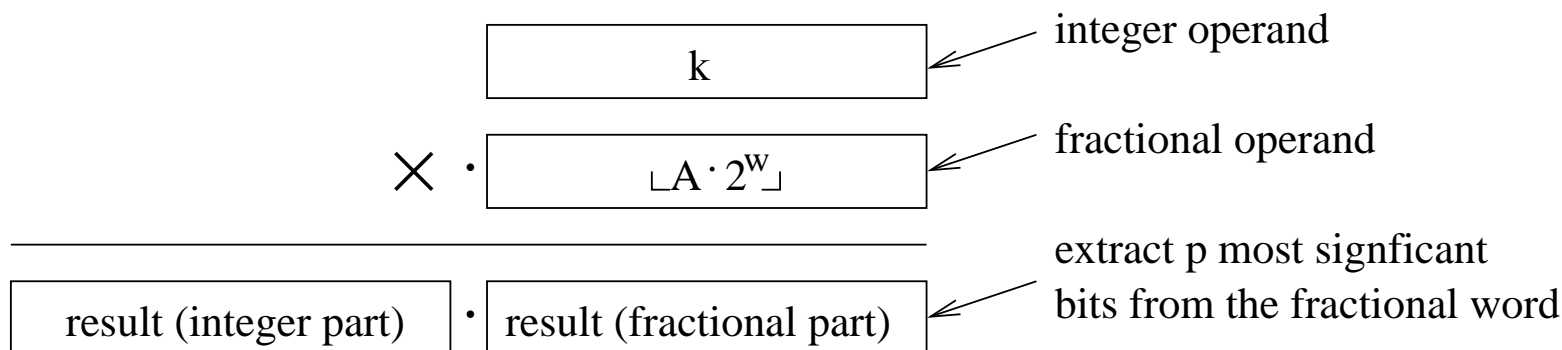 k
integer operand
× . ⌞A · 2^w⌟
fractional operand
result (integer part) . result (fractional part)
extract p most signficant
bits from the fractional word